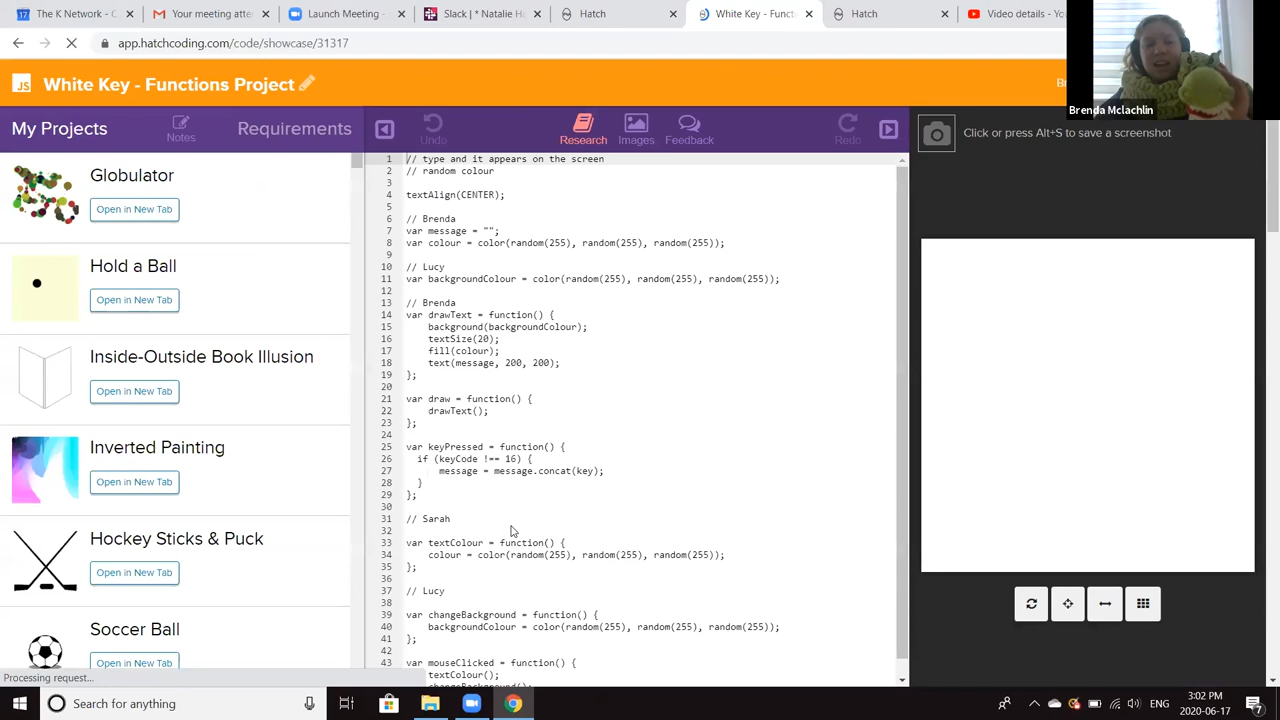 17 The K Network - C
Your meeting atte
Launch Meeting -
Slack | * Natalie H
Hatch
White Key - Funct
Video details - Yo
app.hatchcoding.com/code/showcase/31317
JS White Key - Functions Project
Br
Brenda Mclachlin
My Projects
Notes
Requirements
Undo
Research
Images
Feedback
Redo
Click or press Alt+S to save a screenshot
Globulator
Open in New Tab
Hold a Ball
Open in New Tab
Inside-Outside Book Illusion
Open in New Tab
Inverted Painting
Open in New Tab
Hockey Sticks & Puck
Open in New Tab
Soccer Ball
Open in New Tab
Processing request...
1 // type and it appears on the screen
2 // random colour
3
4 textAlign(CENTER);
5
6 // Brenda
7 var message = "";
8 var colour = color(random(255), random(255), random(255));
9
10 // Lucy
11 var backgroundColour = color(random(255), random(255), random(255));
12
13 // Brenda
14 var drawText = function() {
15 background(backgroundColour);
16 textSize(20);
17 fill(colour);
18 text(message, 200, 200);
19 };
20
21 var draw = function() {
22 drawText();
23 };
24
25 var keyPressed = function() {
26 if (keyCode !== 16) {
27 message = message.concat(key);
28 }
29 };
30
31 // Sarah
32
33 var textColour = function() {
34 colour = color(random(255), random(255), random(255));
35 };
36
37 // Lucy
38
39 var changeBackground = function() {
40 backgroundColour = color(random(255), random(255), random(255));
41 };
42
43 var mouseClicked = function() {
44 textColour();
changeBackground();
Type here to search